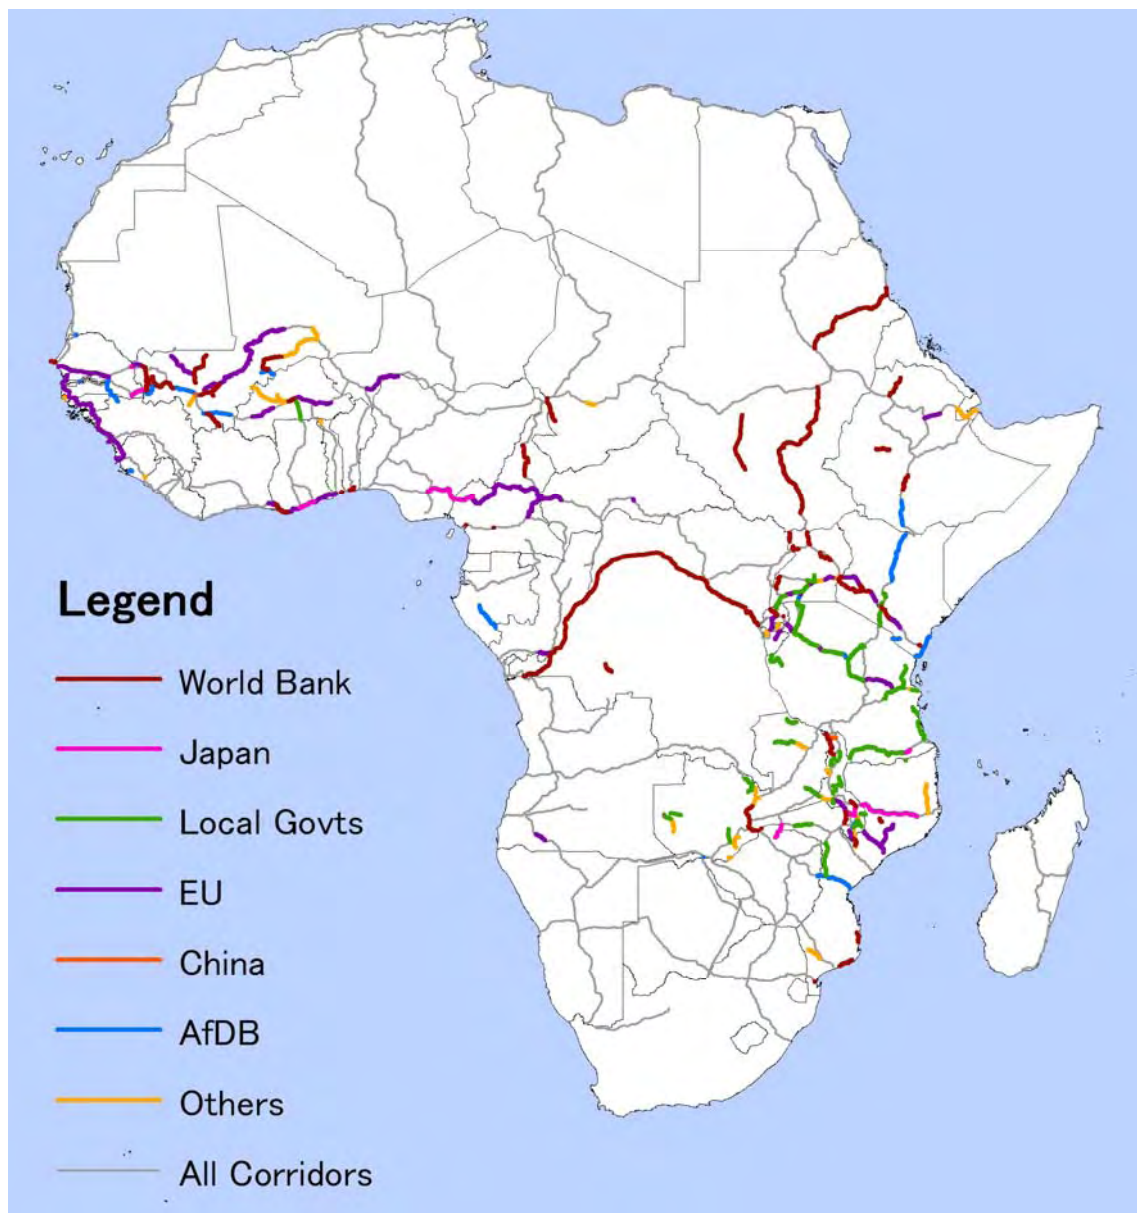 Legend
World Bank
Japan
Local Govts
EU
China
AfDB
Others
All Corridors